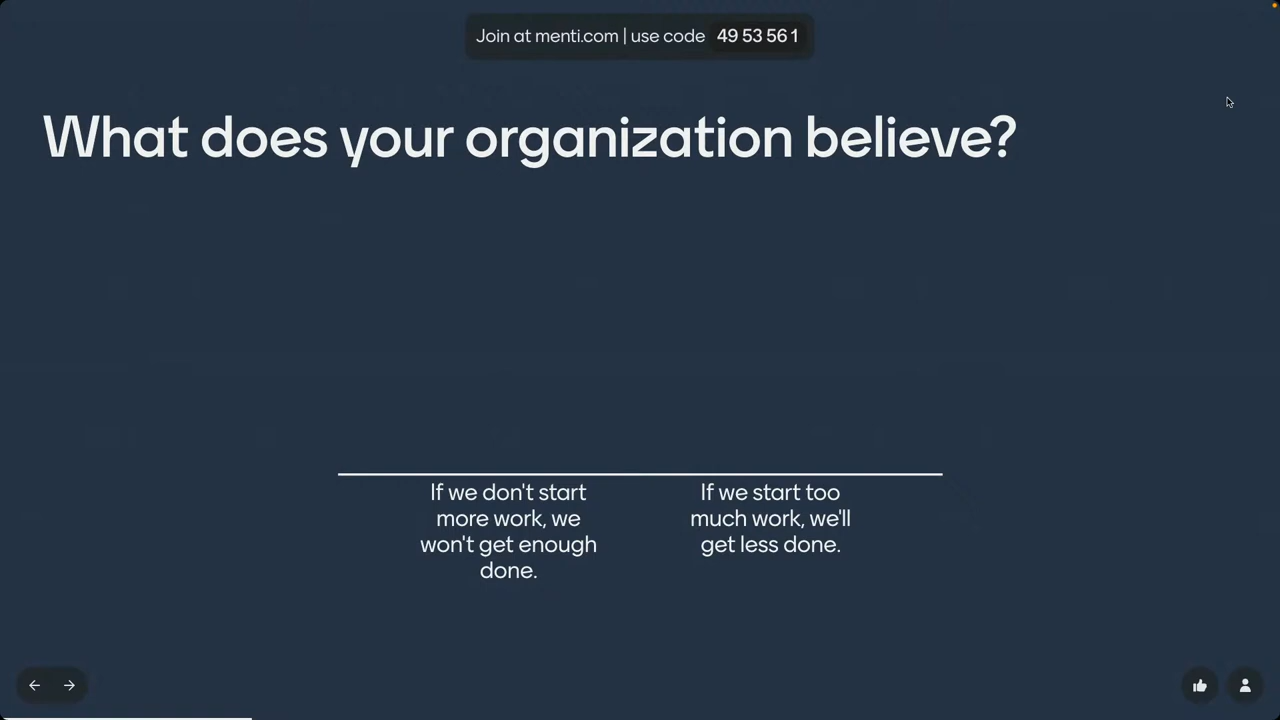 Join at menti.com | use code 49 53 56 1
What does your organization believe?
If we don't start
more work, we
won't get enough
done.
If we start too
much work, we'll
get less done.